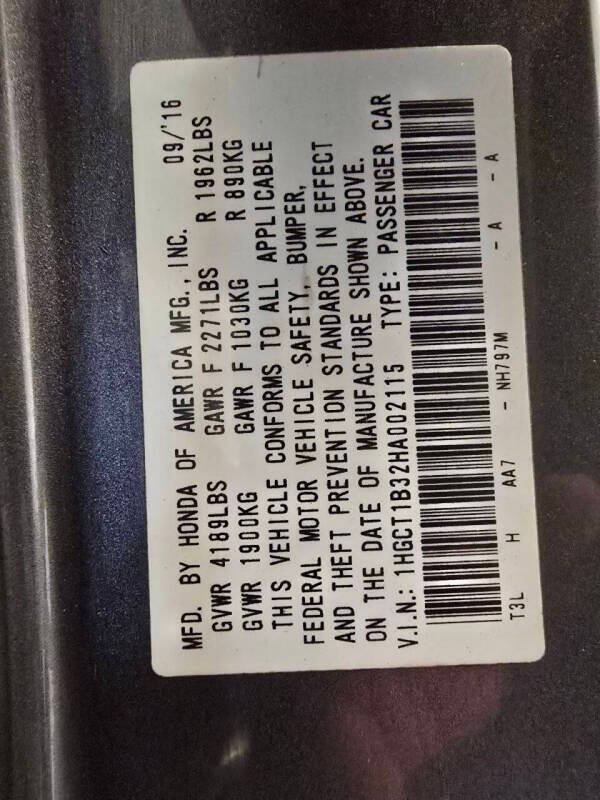 MFD. BY HONDA OF AMERICA MFG., INC. 09/'16
GVWR 4189LBS GAWR F 2271LBS R 1962LBS
GVWR 1900KG GAWR F 1030KG R 890KG
THIS VEHICLE CONFORMS TO ALL APPLICABLE
FEDERAL MOTOR VEHICLE SAFETY, BUMPER,
AND THEFT PREVENTION STANDARDS IN EFFECT
ON THE DATE OF MANUFACTURE SHOWN ABOVE.
V.I.N.: 1HGCT1B32HA002115 TYPE: PASSENGER CAR
T3L H AA7 - NH797M - A - A